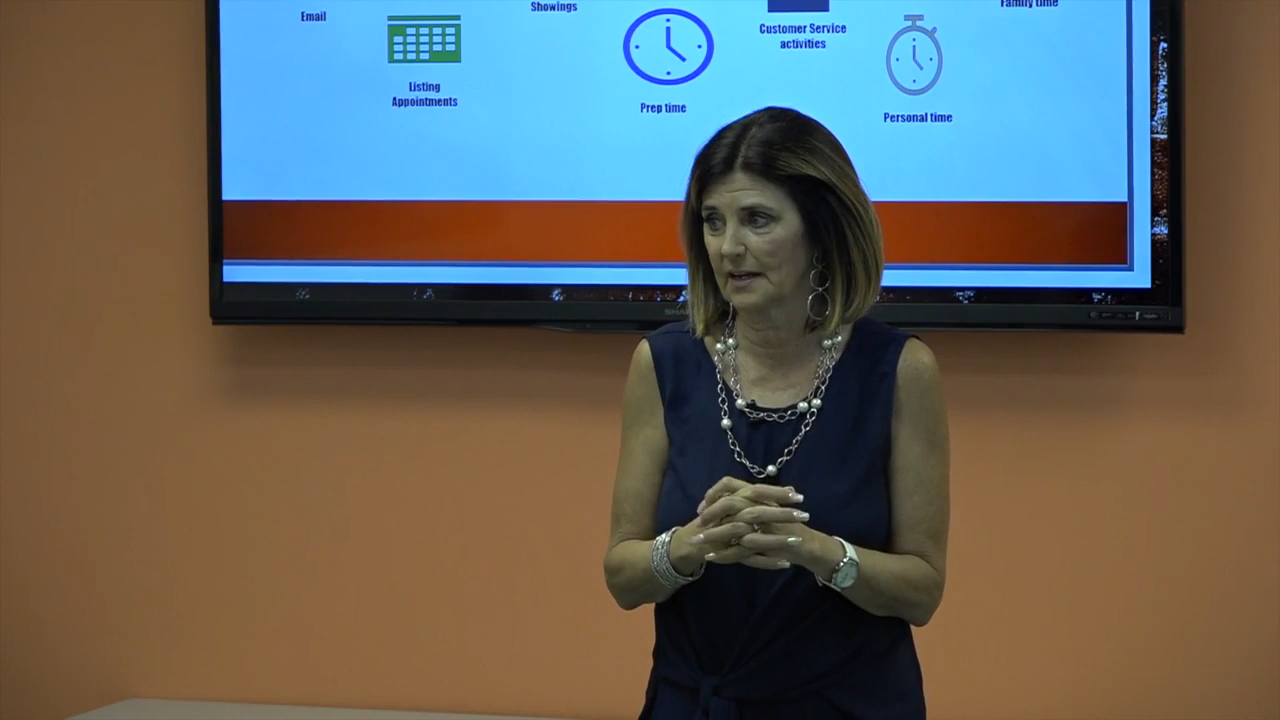 Email
Showings
Family time
Customer Service
activities
Listing
Appointments
Prep time
Personal time